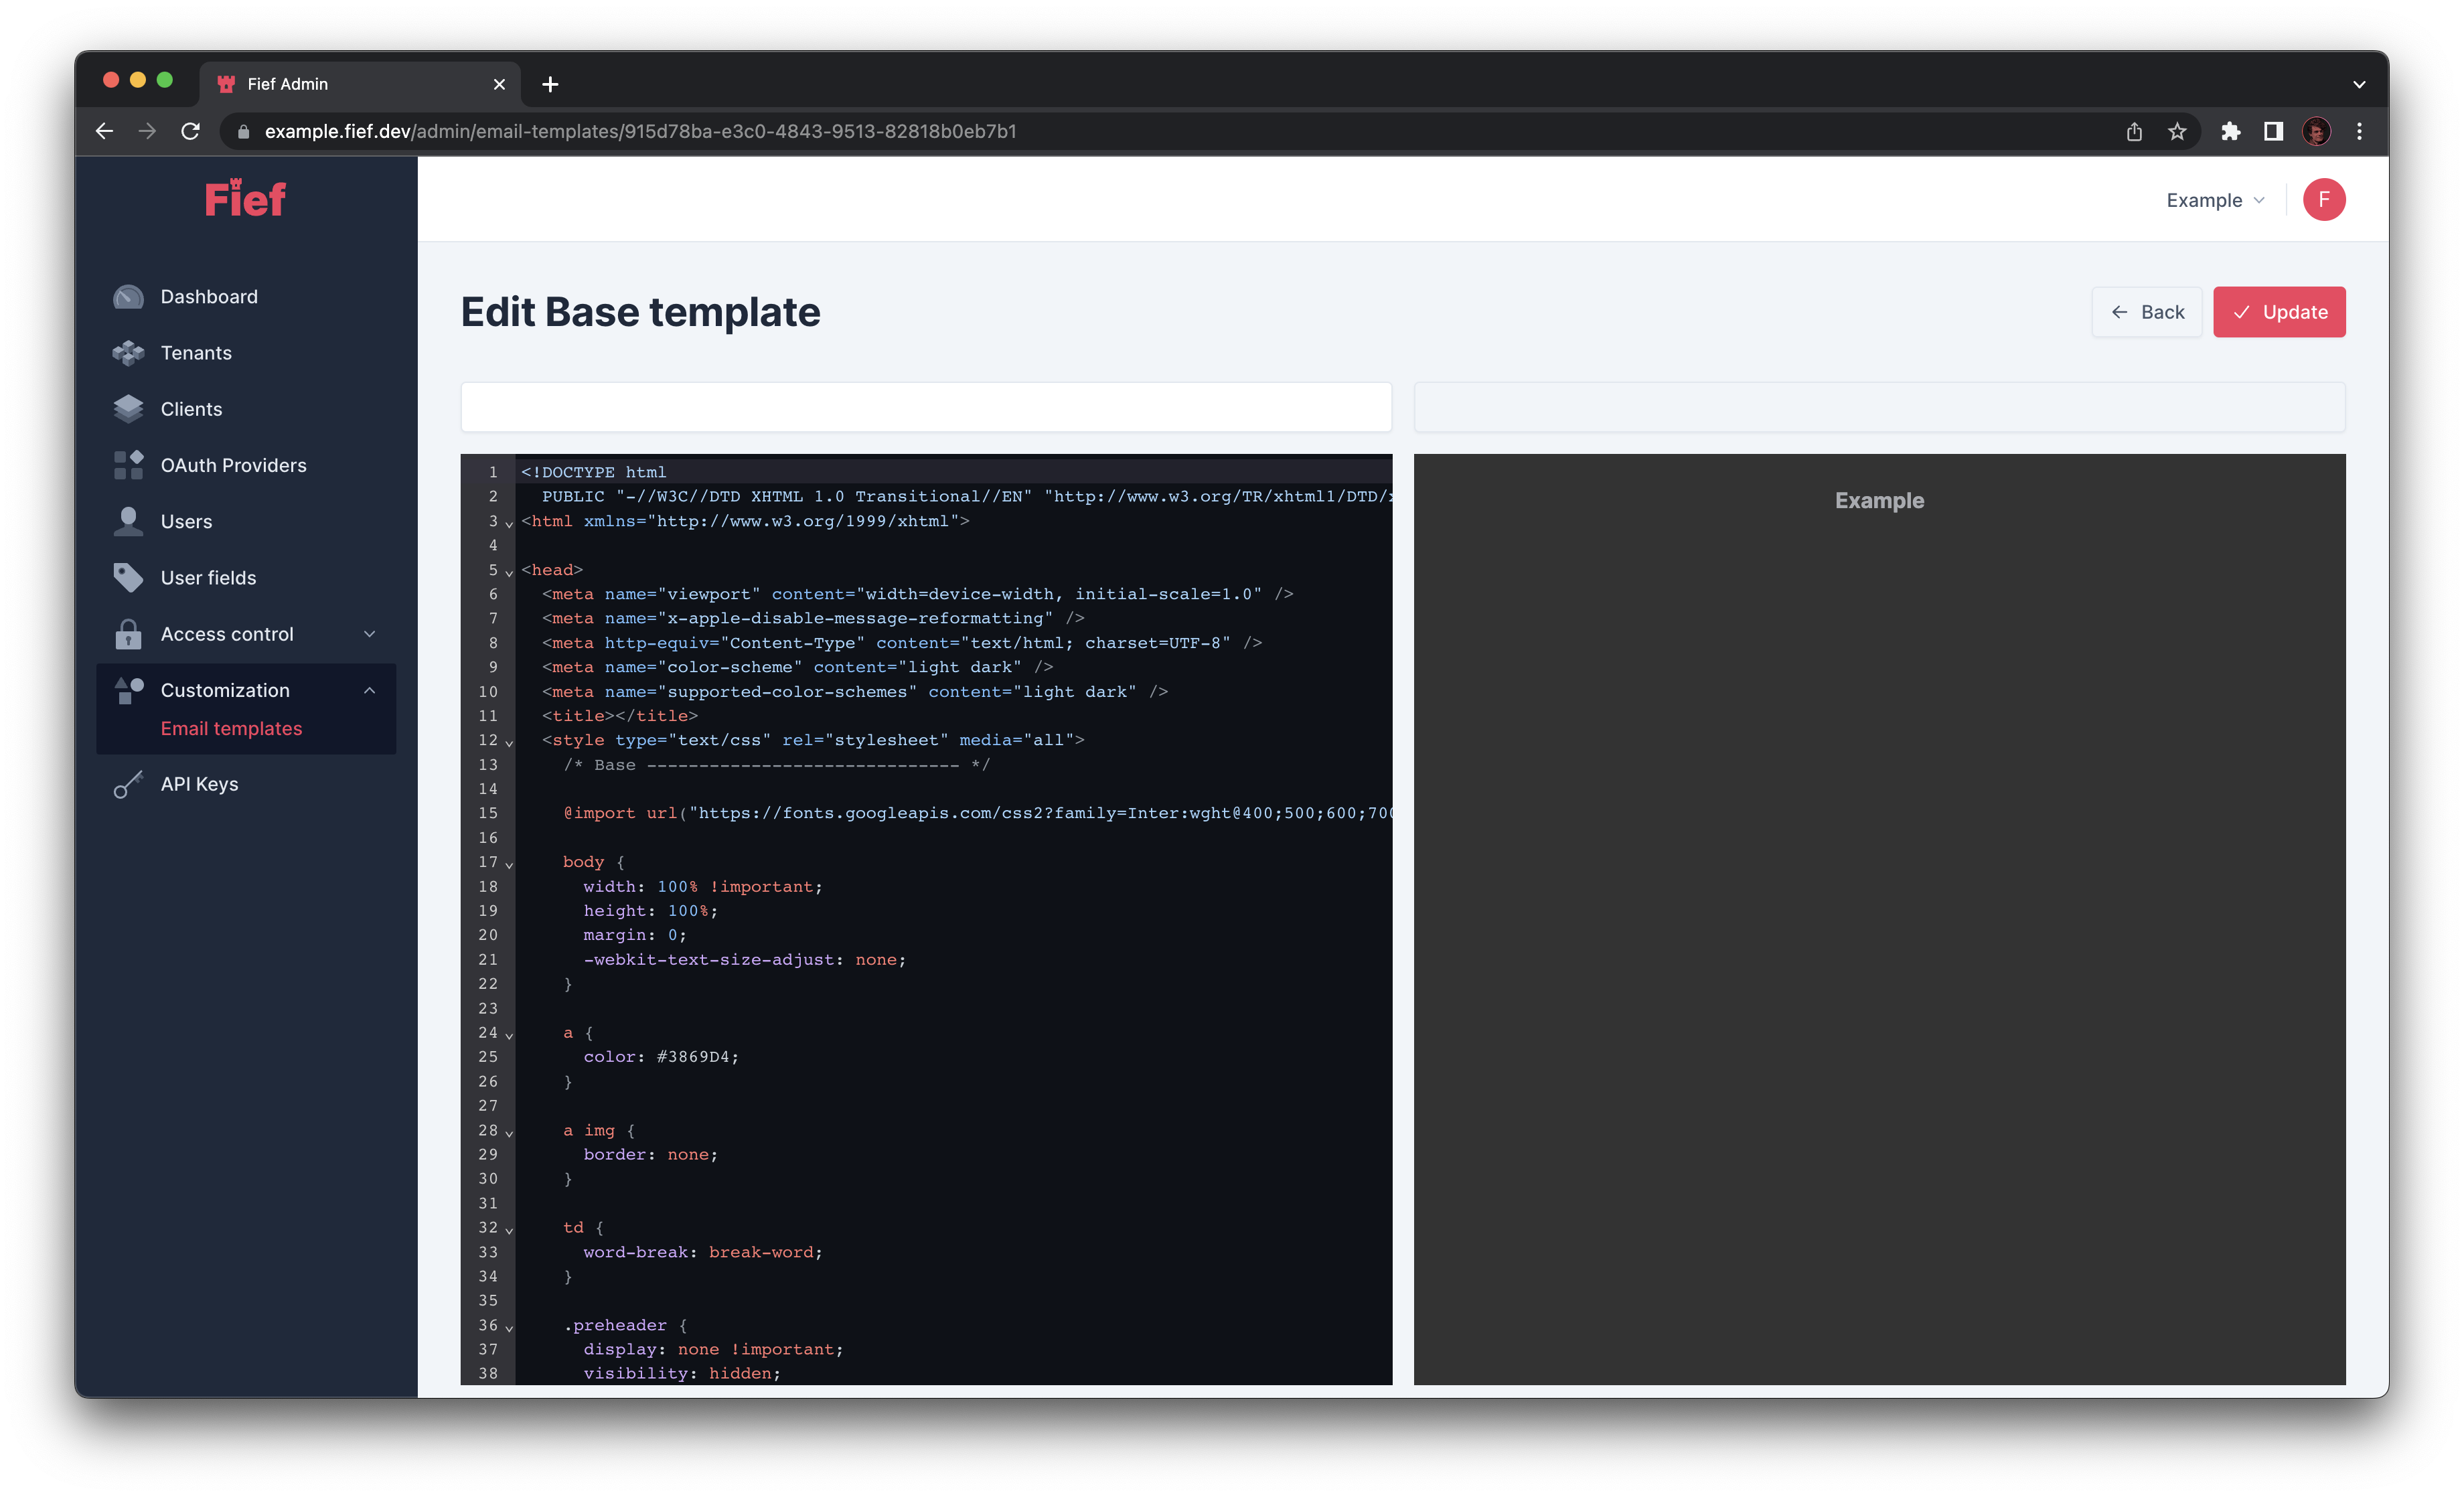 Fief Admin
example.fief.dev/admin/email-templates/915d78ba-e3c0-4843-9513-82818b0eb7b1
Fief
Example
F
Dashboard
Tenants
Clients
OAuth Providers
Users
User fields
Access control
Customization
Email templates
API Keys
Edit Base template
Back
Update
1 <!DOCTYPE html
2 PUBLIC "-//W3C//DTD XHTML 1.0 Transitional//EN" "http://www.w3.org/TR/xhtml1/DTD/
3 <html xmlns="http://www.w3.org/1999/xhtml">
4
5 <head>
6 <meta name="viewport" content="width=device-width, initial-scale=1.0" />
7 <meta name="x-apple-disable-message-reformatting" />
8 <meta http-equiv="Content-Type" content="text/html; charset=UTF-8" />
9 <meta name="color-scheme" content="light dark" />
10 <meta name="supported-color-schemes" content="light dark" />
11 <title></title>
12 <style type="text/css" rel="stylesheet" media="all">
13 /* Base ------------------------------ */
14
15 @import url("https://fonts.googleapis.com/css2?family=Inter:wght@400;500;600;700
16
17 body {
18 width: 100% !important;
19 height: 100%;
20 margin: 0;
21 -webkit-text-size-adjust: none;
22 }
23
24 a {
25 color: #3869D4;
26 }
27
28 a img {
29 border: none;
30 }
31
32 td {
33 word-break: break-word;
34 }
35
36 .preheader {
37 display: none !important;
38 visibility: hidden;
Example